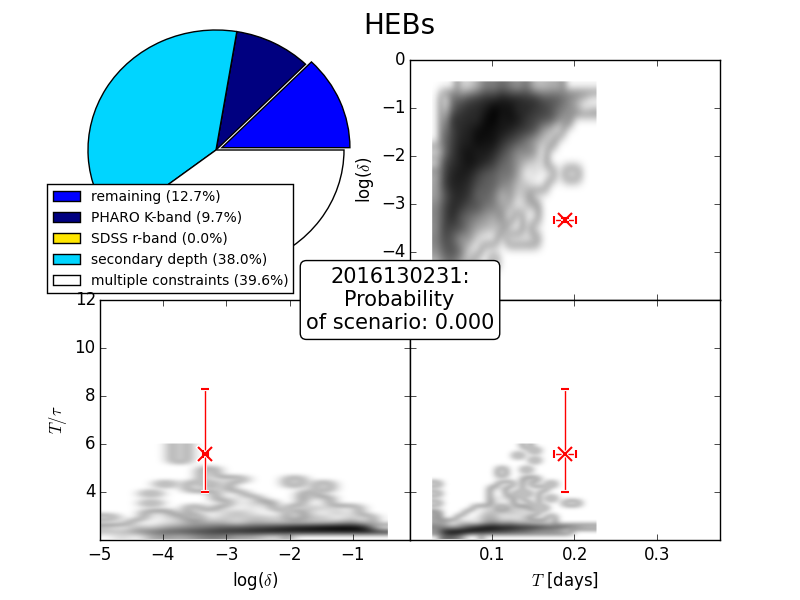 HEBs
remaining (12.7%)
PHARO K-band (9.7%)
SDSS r-band (0.0%)
secondary depth (38.0%)
multiple constraints (39.6%)
0
−1
−2
−3
−4
log(δ)
2016130231:
Probability
of scenario: 0.000
12
10
8
6
4
T/τ
−5 −4 −3 −2 −1
log(δ)
0.1 0.2 0.3
T [days]